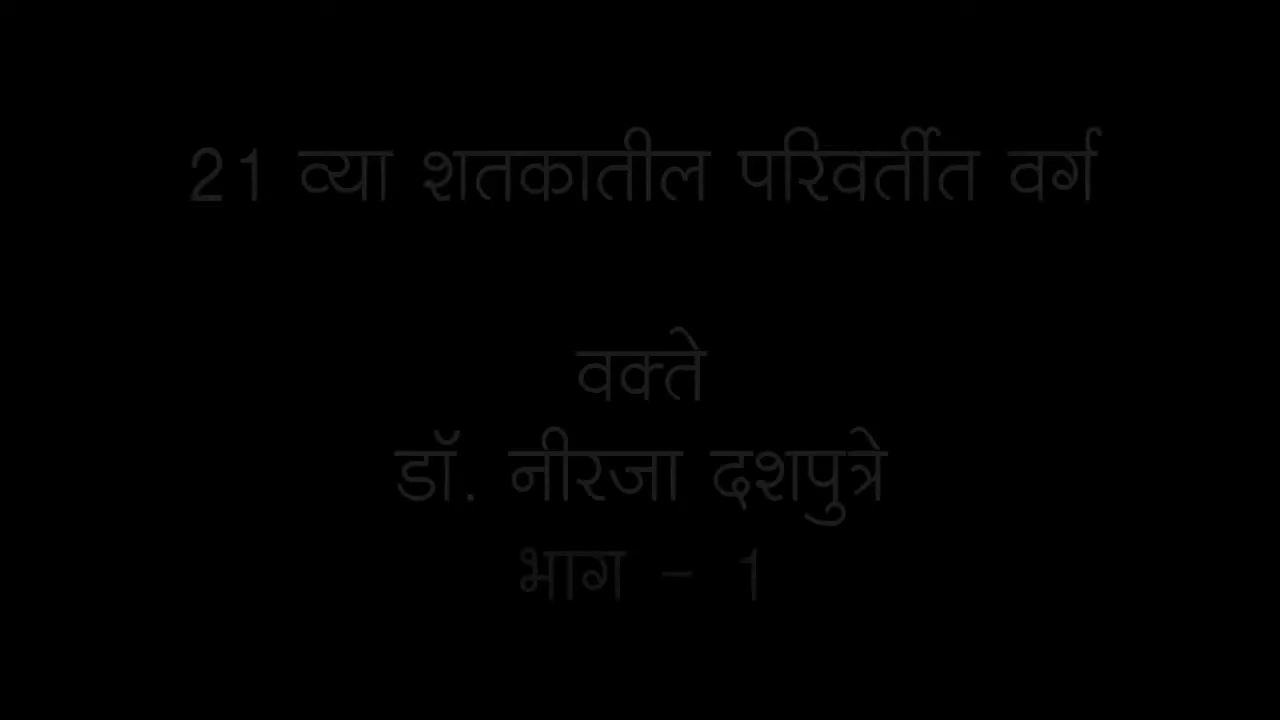 21 व्या शतकातील परिवर्तीत वर्ग
वक्ते
डॉ. नीरजा दशपुत्रे
भाग - 1